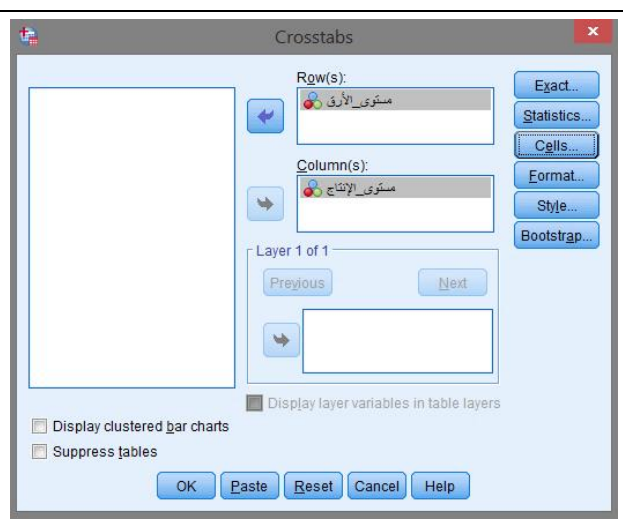 Crosstabs
Row(s):
مستوى_الأرق
Column(s):
مستوى_الإنتاج
Layer 1 of 1
Previous
Next
Display layer variables in table layers
Exact...
Statistics...
Cells...
Format...
Style...
Bootstrap...
Display clustered bar charts
Suppress tables
OK Paste Reset Cancel Help